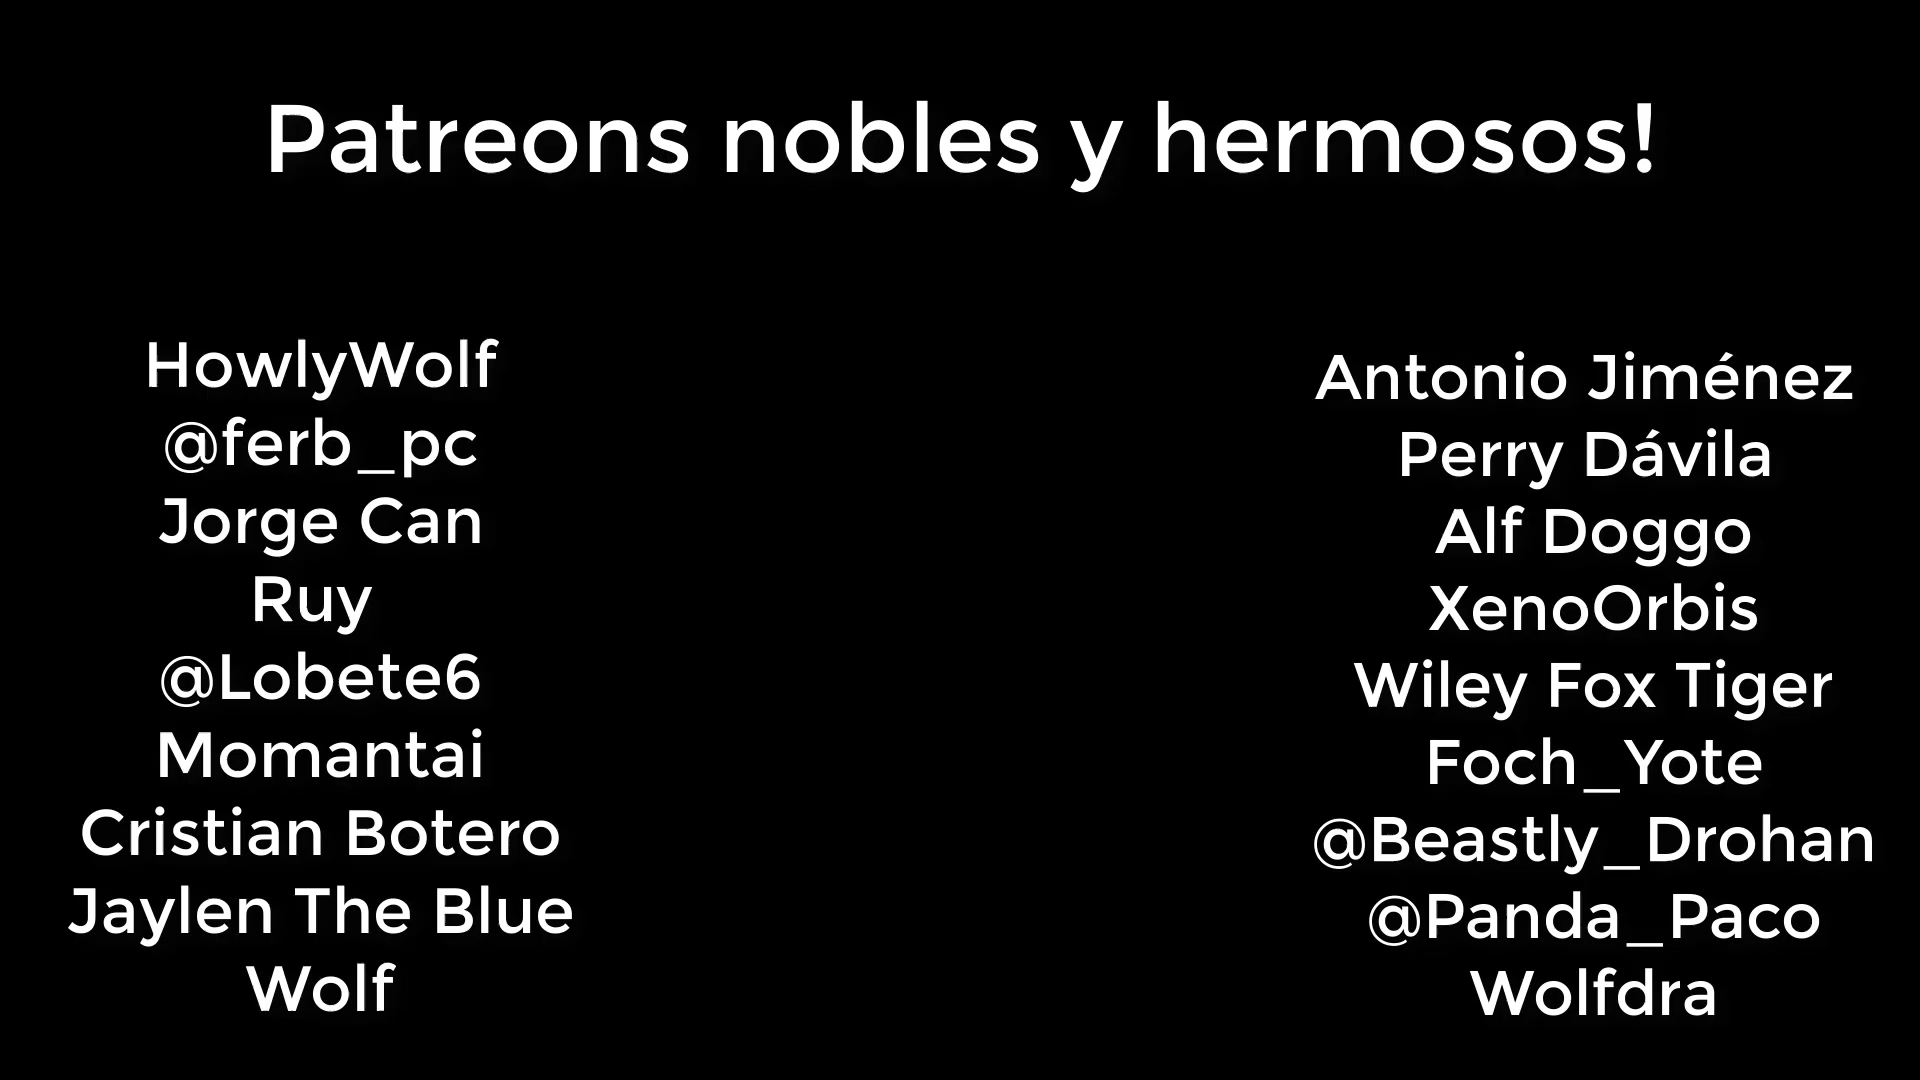 Patreons nobles y hermosos!
HowlyWolf
@ferb_pc
Jorge Can
Ruy
@Lobete6
Momantai
Cristian Botero
Jaylen The Blue
Wolf
Antonio Jiménez
Perry Dávila
Alf Doggo
XenoOrbis
Wiley Fox Tiger
Foch_Yote
@Beastly_Drohan
@Panda_Paco
Wolfdra